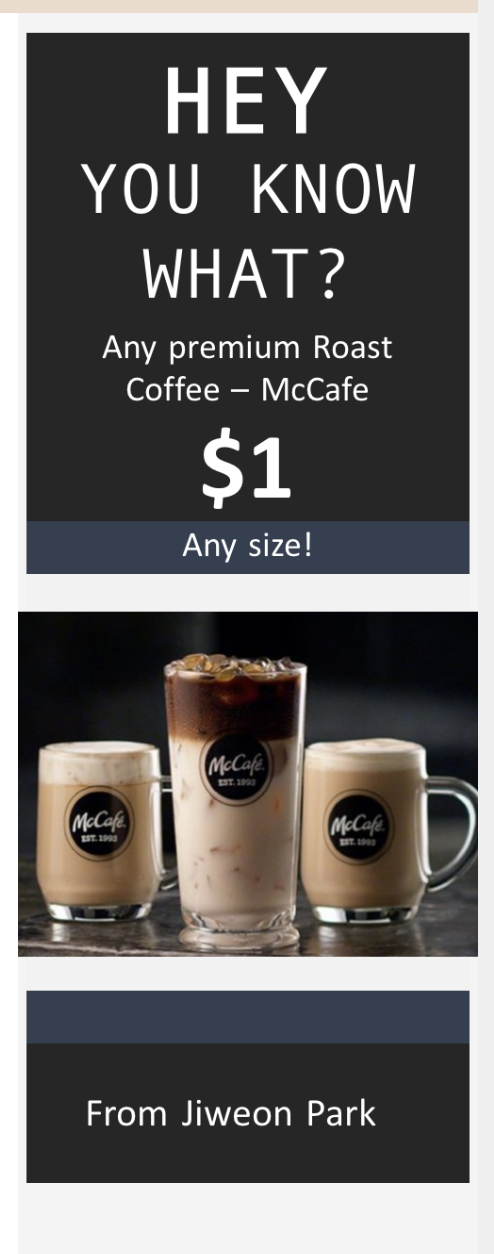 HEY
YOU KNOW
WHAT?
Any premium Roast
Coffee – McCafe
$1
Any size!
McCafé.
EST. 1993
McCafé.
EST. 1993
McCafé.
EST. 1993
From Jiweon Park